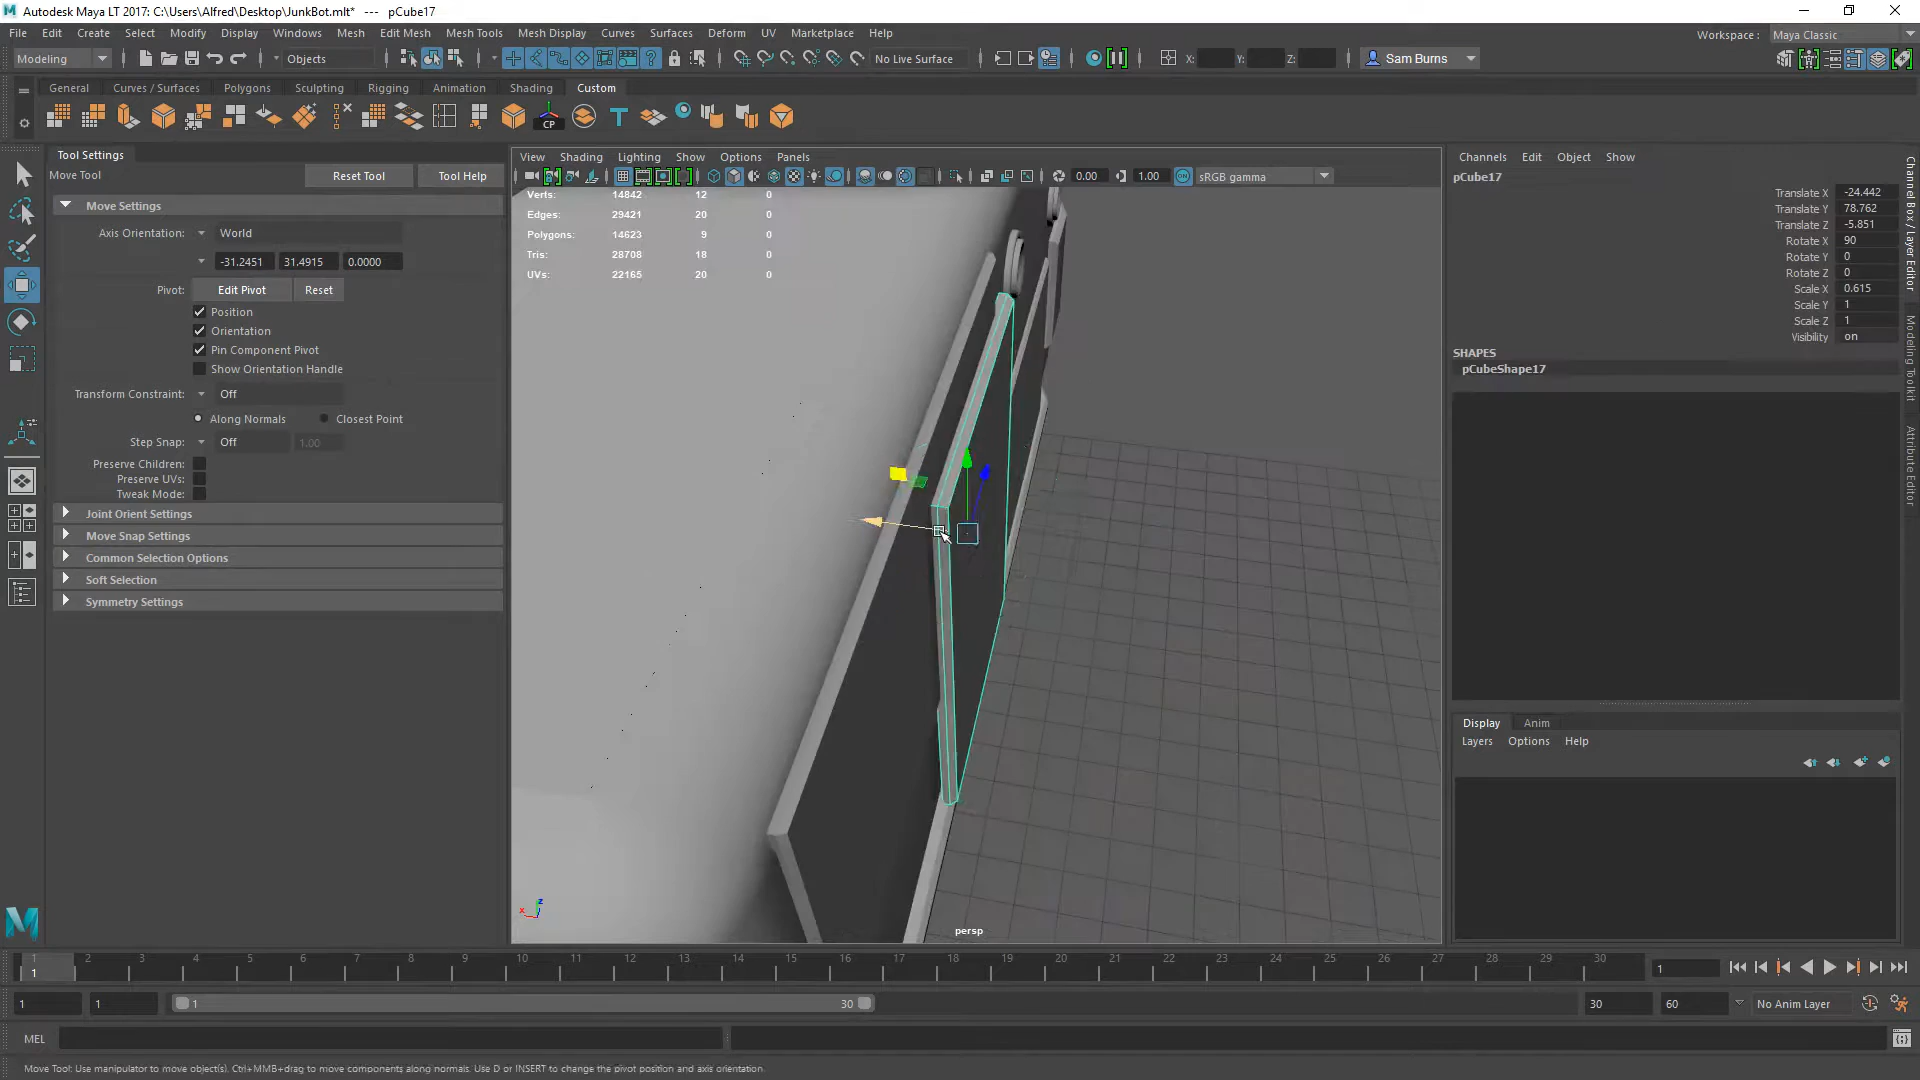 Autodesk Maya LT 2017: C:\Users\Alfred\Desktop\JunkBot.mlt* --- pCube17
File Edit Create Select Modify Display Windows Mesh Edit Mesh Mesh Tools Mesh Display Curves Surfaces Deform UV Marketplace Help
Workspace : Maya Classic
Modeling Objects No Live Surface X: Y: Z: Sam Burns
General Curves / Surfaces Polygons Sculpting Rigging Animation Shading Custom
CP T
Tool Settings
Move Tool Reset Tool Tool Help
Move Settings
Axis Orientation: World
-31.2451 31.4915 0.0000
Pivot: Edit Pivot Reset
Position
Orientation
Pin Component Pivot
Show Orientation Handle
Transform Constraint: Off
Along Normals Closest Point
Step Snap: Off 1.00
Preserve Children:
Preserve UVs:
Tweak Mode:
Joint Orient Settings
Move Snap Settings
Common Selection Options
Soft Selection
Symmetry Settings
View Shading Lighting Show Options Panels
0.00 1.00 ON sRGB gamma
Verts: 14842 12 0
Edges: 29421 20 0
Polygons: 14623 9 0
Tris: 28708 18 0
UVs: 22165 20 0
x z
persp
Channels Edit Object Show
pCube17
Translate X -24.442
Translate Y 78.762
Translate Z -5.851
Rotate X 90
Rotate Y 0
Rotate Z 0
Scale X 0.615
Scale Y 1
Scale Z 1
Visibility on
SHAPES
pCubeShape17
Channel Box / Layer Editor
Modeling Toolkit
Attribute Editor
Display Anim
Layers Options Help
1 2 3 4 5 6 7 8 9 10 11 12 13 14 15 16 17 18 19 20 21 22 23 24 25 26 27 28 29 30
1 1
1 1 1 30 30 60 No Anim Layer
MEL
Move Tool: Use manipulator to move object(s). Ctrl+MMB+drag to move components along normals. Use D or INSERT to change the pivot position and axis orientation.